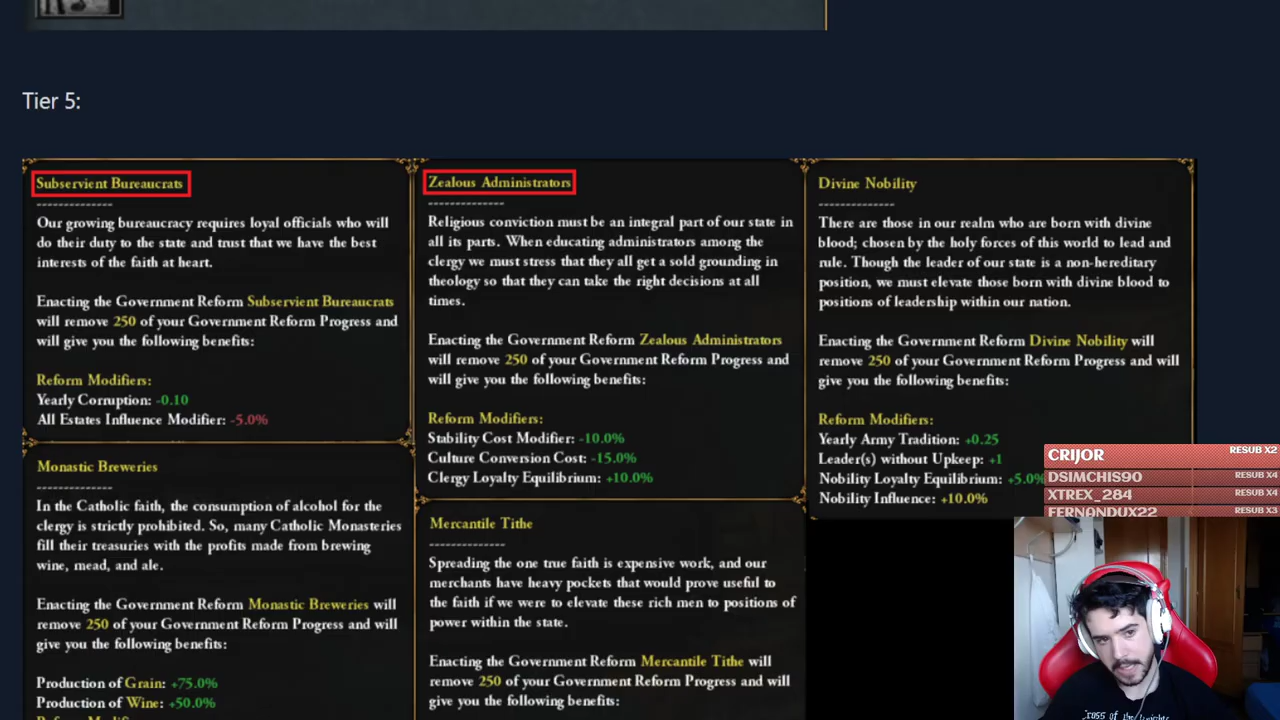 Tier 5:
Subservient Bureaucrats
--------------
Our growing bureaucracy requires loyal officials who will
do their duty to the state and trust that we have the best
interests of the faith at heart.
Enacting the Government Reform Subservient Bureaucrats
will remove 250 of your Government Reform Progress and
will give you the following benefits:
Reform Modifiers:
Yearly Corruption: -0.10
All Estates Influence Modifier: -5.0%
Monastic Breweries
--------------
In the Catholic faith, the consumption of alcohol for the
clergy is strictly prohibited. So, many Catholic Monasteries
fill their treasuries with the profits made from brewing
wine, mead, and ale.
Enacting the Government Reform Monastic Breweries will
remove 250 of your Government Reform Progress and will
give you the following benefits:
Production of Grain: +75.0%
Production of Wine: +50.0%
Zealous Administrators
--------------
Religious conviction must be an integral part of our state in
all its parts. When educating administrators among the
clergy we must stress that they all get a sold grounding in
theology so that they can take the right decisions at all
times.
Enacting the Government Reform Zealous Administrators
will remove 250 of your Government Reform Progress and
will give you the following benefits:
Reform Modifiers:
Stability Cost Modifier: -10.0%
Culture Conversion Cost: -15.0%
Clergy Loyalty Equilibrium: +10.0%
Mercantile Tithe
--------------
Spreading the one true faith is expensive work, and our
merchants have heavy pockets that would prove useful to
the faith if we were to elevate these rich men to positions of
power within the state.
Enacting the Government Reform Mercantile Tithe will
remove 250 of your Government Reform Progress and will
give you the following benefits:
Divine Nobility
--------------
There are those in our realm who are born with divine
blood; chosen by the holy forces of this world to lead and
rule. Though the leader of our state is a non-hereditary
position, we must elevate those born with divine blood to
positions of leadership within our nation.
Enacting the Government Reform Divine Nobility will
remove 250 of your Government Reform Progress and will
give you the following benefits:
Reform Modifiers:
Yearly Army Tradition: +0.25
Leader(s) without Upkeep: +1
Nobility Loyalty Equilibrium: +5.0%
Nobility Influence: +10.0%
CRIJOR RESUB X2
DSIMCHIS90 RESUB X4
XTREX_284 RESUB X4
FERNANDUX22 RESUB X3